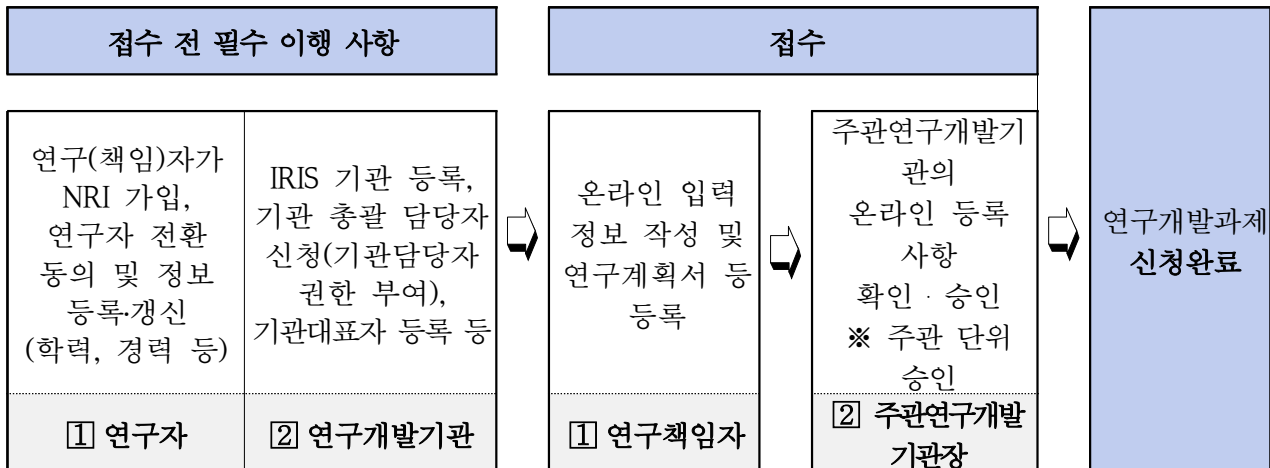 접수 전 필수 이행 사항
연구(책임)자가
NRI 가입,
연구자 전환
동의 및 정보
등록·갱신
(학력, 경력 등)
1 연구자
IRIS 기관 등록,
기관 총괄 담당자
신청(기관담당자
권한 부여),
기관대표자 등록 등
2 연구개발기관
접수
온라인 입력
정보 작성 및
연구계획서 등
등록
1 연구책임자
주관연구개발기
관의
온라인 등록
사항
확인·승인
※ 주관 단위
승인
2 주관연구개발
기관장
연구개발과제
신청완료